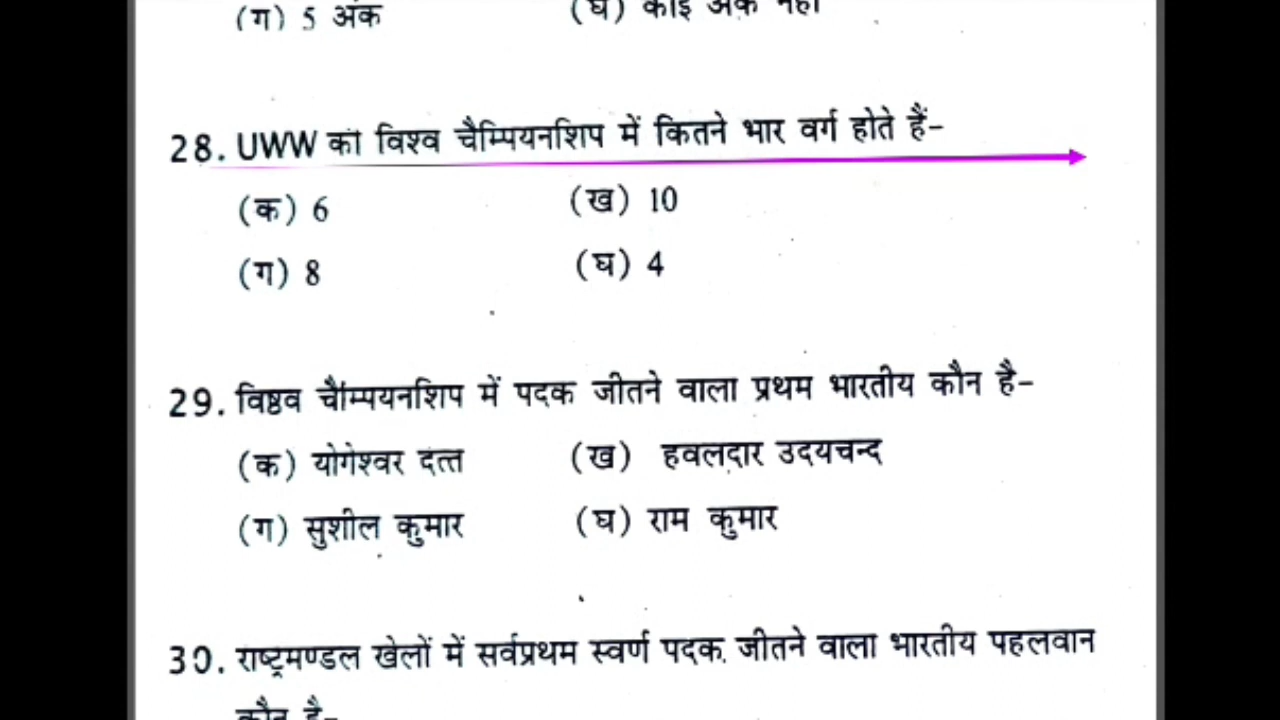 (ग) 5 अंक (घ) कोई अंक नहीं
28. UWW का विश्व चैम्पियनशिप में कितने भार वर्ग होते हैं-
(क) 6 (ख) 10
(ग) 8 (घ) 4
29. विष्ठव चैाम्पियनशिप में पदक जीतने वाला प्रथम भारतीय कौन है-
(क) योगेश्वर दत्त (ख) हवलदार उदयचन्द
(ग) सुशील कुमार (घ) राम कुमार
30. राष्ट्रमण्डल खेलों में सर्वप्रथम स्वर्ण पदक जीतने वाला भारतीय पहलवान
कौन है-